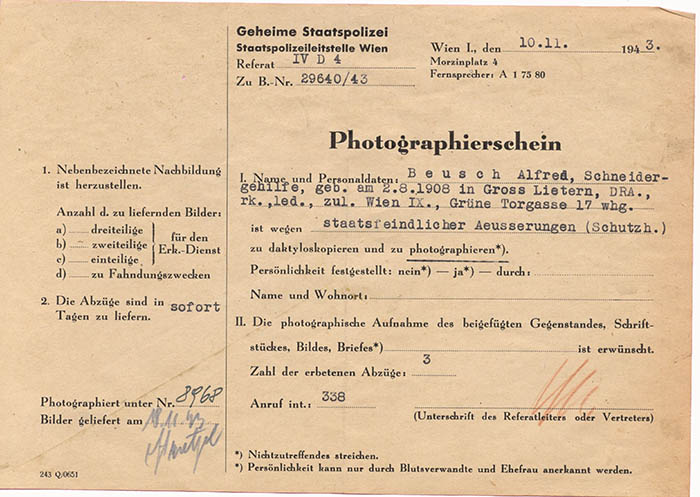 Geheime Staatspolizei
Staatspolizeileitstelle Wien
Referat IV D 4
Zu B.-Nr. 29640/43
Wien I., den 10.11. 1943.
Morzinplatz 4
Fernsprecher: A 1 75 80
Photographierschein
1. Nebenbezeichnete Nachbildung
ist herzustellen.
Anzahl d. zu liefernden Bilder:
a) dreiteilige
b) zweiteilige
c) einteilige
d) zu Fahndungszwecken
für den
Erk.-Dienst
2. Die Abzüge sind in sofort
Tagen zu liefern.
Photographiert unter Nr. 8968
Bilder geliefert am 18.11.43
243 Q/0651
I. Name und Personaldaten: Beusch Alfred, Schneider-
gehilfe, geb. am 2.8.1908 in Gross Lietern, DRA.,
rk.,led., zul. Wien IX., Grüne Torgasse 17 whg.
ist wegen staatsfeindlicher Aeusserungen (Schutzh.)
zu daktyloskopieren und zu photographieren*).
Persönlichkeit festgestellt: nein*) — ja*) — durch:
Name und Wohnort:
II. Die photographische Aufnahme des beigefügten Gegenstandes, Schrift-
stückes, Bildes, Briefes*) ist erwünscht.
Zahl der erbetenen Abzüge: 3
Anruf int.: 338
(Unterschrift des Referatleiters oder Vertreters)
*) Nichtzutreffendes streichen.
*) Persönlichkeit kann nur durch Blutsverwandte und Ehefrau anerkannt werden.